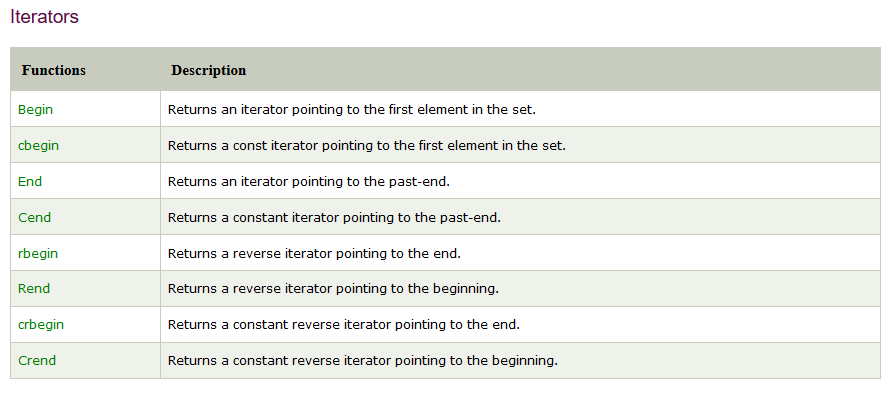 Iterators
Functions Description
Begin Returns an iterator pointing to the first element in the set.
cbegin Returns a const iterator pointing to the first element in the set.
End Returns an iterator pointing to the past-end.
Cend Returns a constant iterator pointing to the past-end.
rbegin Returns a reverse iterator pointing to the end.
Rend Returns a reverse iterator pointing to the beginning.
crbegin Returns a constant reverse iterator pointing to the end.
Crend Returns a constant reverse iterator pointing to the beginning.